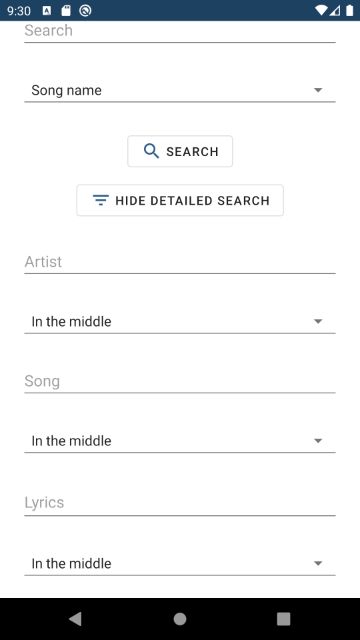 9:30
Search
Song name
SEARCH
HIDE DETAILED SEARCH
Artist
In the middle
Song
In the middle
Lyrics
In the middle